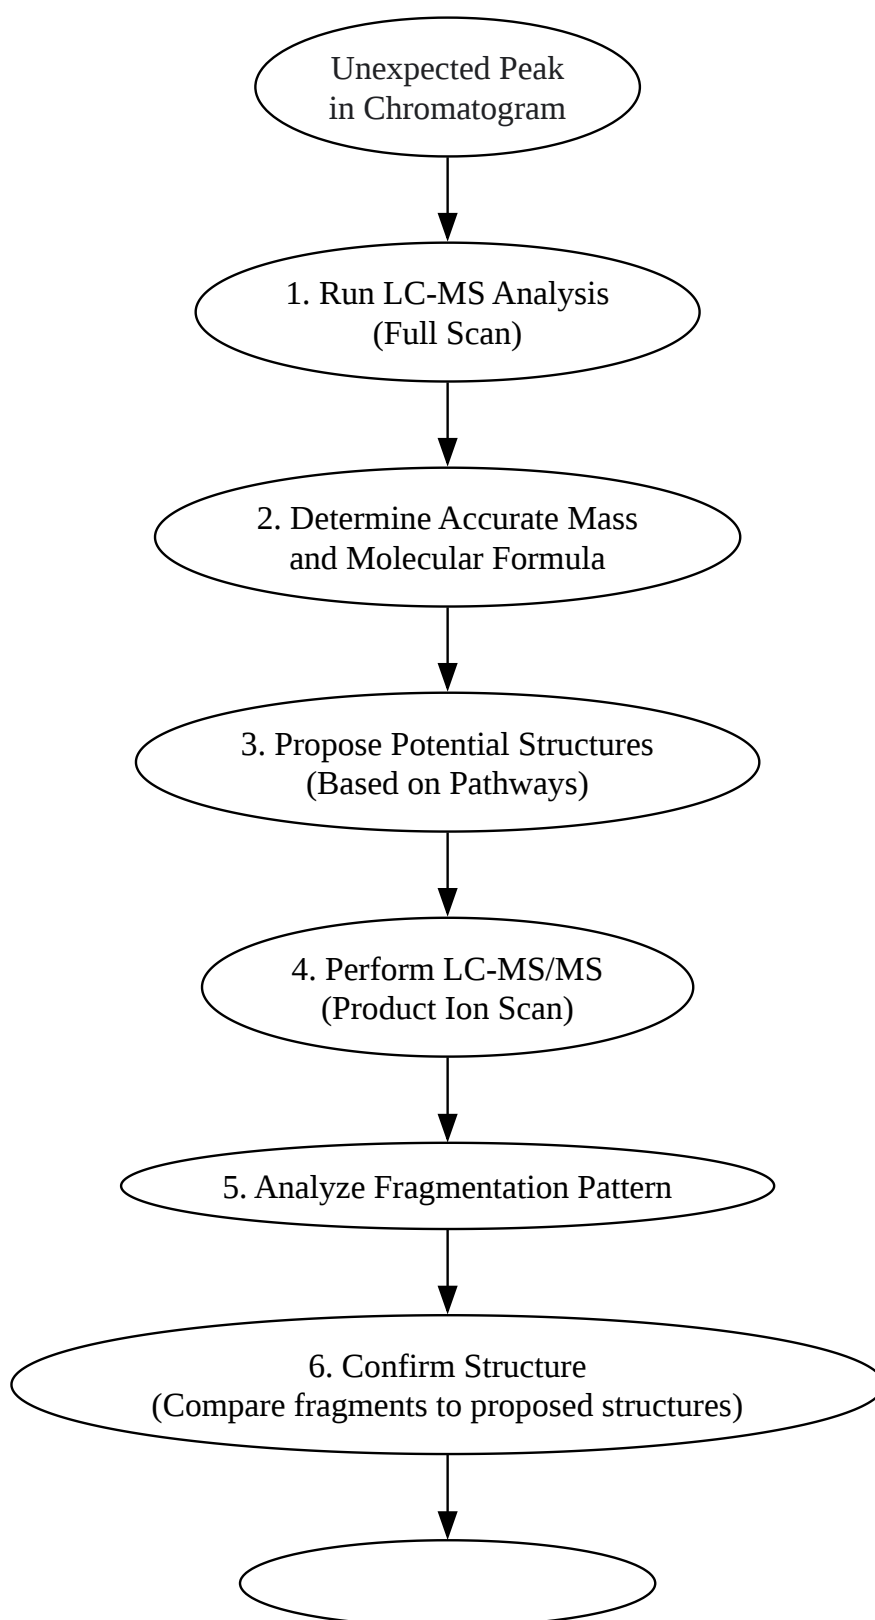 Unexpected Peak
in Chromatogram
1. Run LC-MS Analysis
(Full Scan)
2. Determine Accurate Mass
and Molecular Formula
3. Propose Potential Structures
(Based on Pathways)
4. Perform LC-MS/MS
(Product Ion Scan)
5. Analyze Fragmentation Pattern
6. Confirm Structure
(Compare fragments to proposed structures)